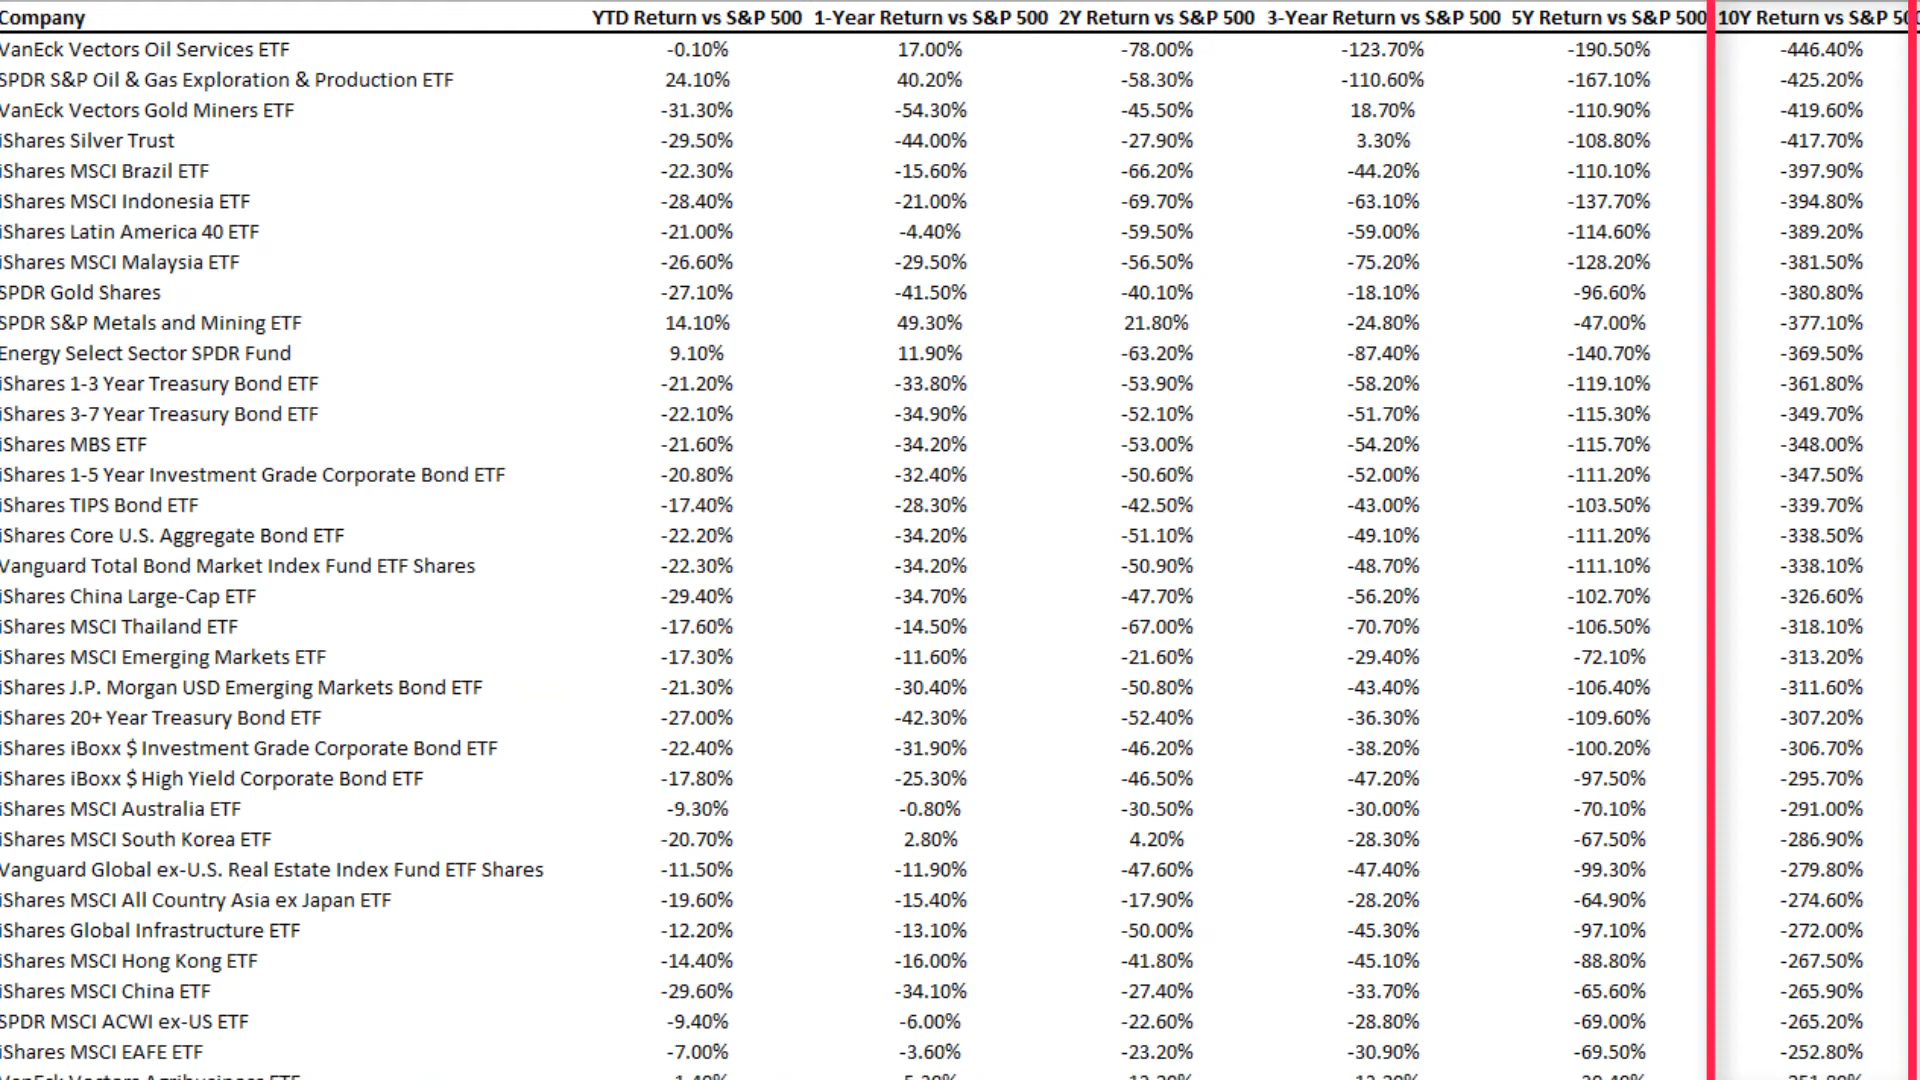 Company YTD Return vs S&P 500 1-Year Return vs S&P 500 2Y Return vs S&P 500 3-Year Return vs S&P 500 5Y Return vs S&P 500 10Y Return vs S&P 500
VanEck Vectors Oil Services ETF -0.10% 17.00% -78.00% -123.70% -190.50% -446.40%
SPDR S&P Oil & Gas Exploration & Production ETF 24.10% 40.20% -58.30% -110.60% -167.10% -425.20%
VanEck Vectors Gold Miners ETF -31.30% -54.30% -45.50% 18.70% -110.90% -419.60%
iShares Silver Trust -29.50% -44.00% -27.90% 3.30% -108.80% -417.70%
iShares MSCI Brazil ETF -22.30% -15.60% -66.20% -44.20% -110.10% -397.90%
iShares MSCI Indonesia ETF -28.40% -21.00% -69.70% -63.10% -137.70% -394.80%
iShares Latin America 40 ETF -21.00% -4.40% -59.50% -59.00% -114.60% -389.20%
iShares MSCI Malaysia ETF -26.60% -29.50% -56.50% -75.20% -128.20% -381.50%
SPDR Gold Shares -27.10% -41.50% -40.10% -18.10% -96.60% -380.80%
SPDR S&P Metals and Mining ETF 14.10% 49.30% 21.80% -24.80% -47.00% -377.10%
Energy Select Sector SPDR Fund 9.10% 11.90% -63.20% -87.40% -140.70% -369.50%
iShares 1-3 Year Treasury Bond ETF -21.20% -33.80% -53.90% -58.20% -119.10% -361.80%
iShares 3-7 Year Treasury Bond ETF -22.10% -34.90% -52.10% -51.70% -115.30% -349.70%
iShares MBS ETF -21.60% -34.20% -53.00% -54.20% -115.70% -348.00%
iShares 1-5 Year Investment Grade Corporate Bond ETF -20.80% -32.40% -50.60% -52.00% -111.20% -347.50%
iShares TIPS Bond ETF -17.40% -28.30% -42.50% -43.00% -103.50% -339.70%
iShares Core U.S. Aggregate Bond ETF -22.20% -34.20% -51.10% -49.10% -111.20% -338.50%
Vanguard Total Bond Market Index Fund ETF Shares -22.30% -34.20% -50.90% -48.70% -111.10% -338.10%
iShares China Large-Cap ETF -29.40% -34.70% -47.70% -56.20% -102.70% -326.60%
iShares MSCI Thailand ETF -17.60% -14.50% -67.00% -70.70% -106.50% -318.10%
iShares MSCI Emerging Markets ETF -17.30% -11.60% -21.60% -29.40% -72.10% -313.20%
iShares J.P. Morgan USD Emerging Markets Bond ETF -21.30% -30.40% -50.80% -43.40% -106.40% -311.60%
iShares 20+ Year Treasury Bond ETF -27.00% -42.30% -52.40% -36.30% -109.60% -307.20%
iShares iBoxx $ Investment Grade Corporate Bond ETF -22.40% -31.90% -46.20% -38.20% -100.20% -306.70%
iShares iBoxx $ High Yield Corporate Bond ETF -17.80% -25.30% -46.50% -47.20% -97.50% -295.70%
iShares MSCI Australia ETF -9.30% -0.80% -30.50% -30.00% -70.10% -291.00%
iShares MSCI South Korea ETF -20.70% 2.80% 4.20% -28.30% -67.50% -286.90%
Vanguard Global ex-U.S. Real Estate Index Fund ETF Shares -11.50% -11.90% -47.60% -47.40% -99.30% -279.80%
iShares MSCI All Country Asia ex Japan ETF -19.60% -15.40% -17.90% -28.20% -64.90% -274.60%
iShares Global Infrastructure ETF -12.20% -13.10% -50.00% -45.30% -97.10% -272.00%
iShares MSCI Hong Kong ETF -14.40% -16.00% -41.80% -45.10% -88.80% -267.50%
iShares MSCI China ETF -29.60% -34.10% -27.40% -33.70% -65.60% -265.90%
SPDR MSCI ACWI ex-US ETF -9.40% -6.00% -22.60% -28.80% -69.00% -265.20%
iShares MSCI EAFE ETF -7.00% -3.60% -23.20% -30.90% -69.50% -252.80%